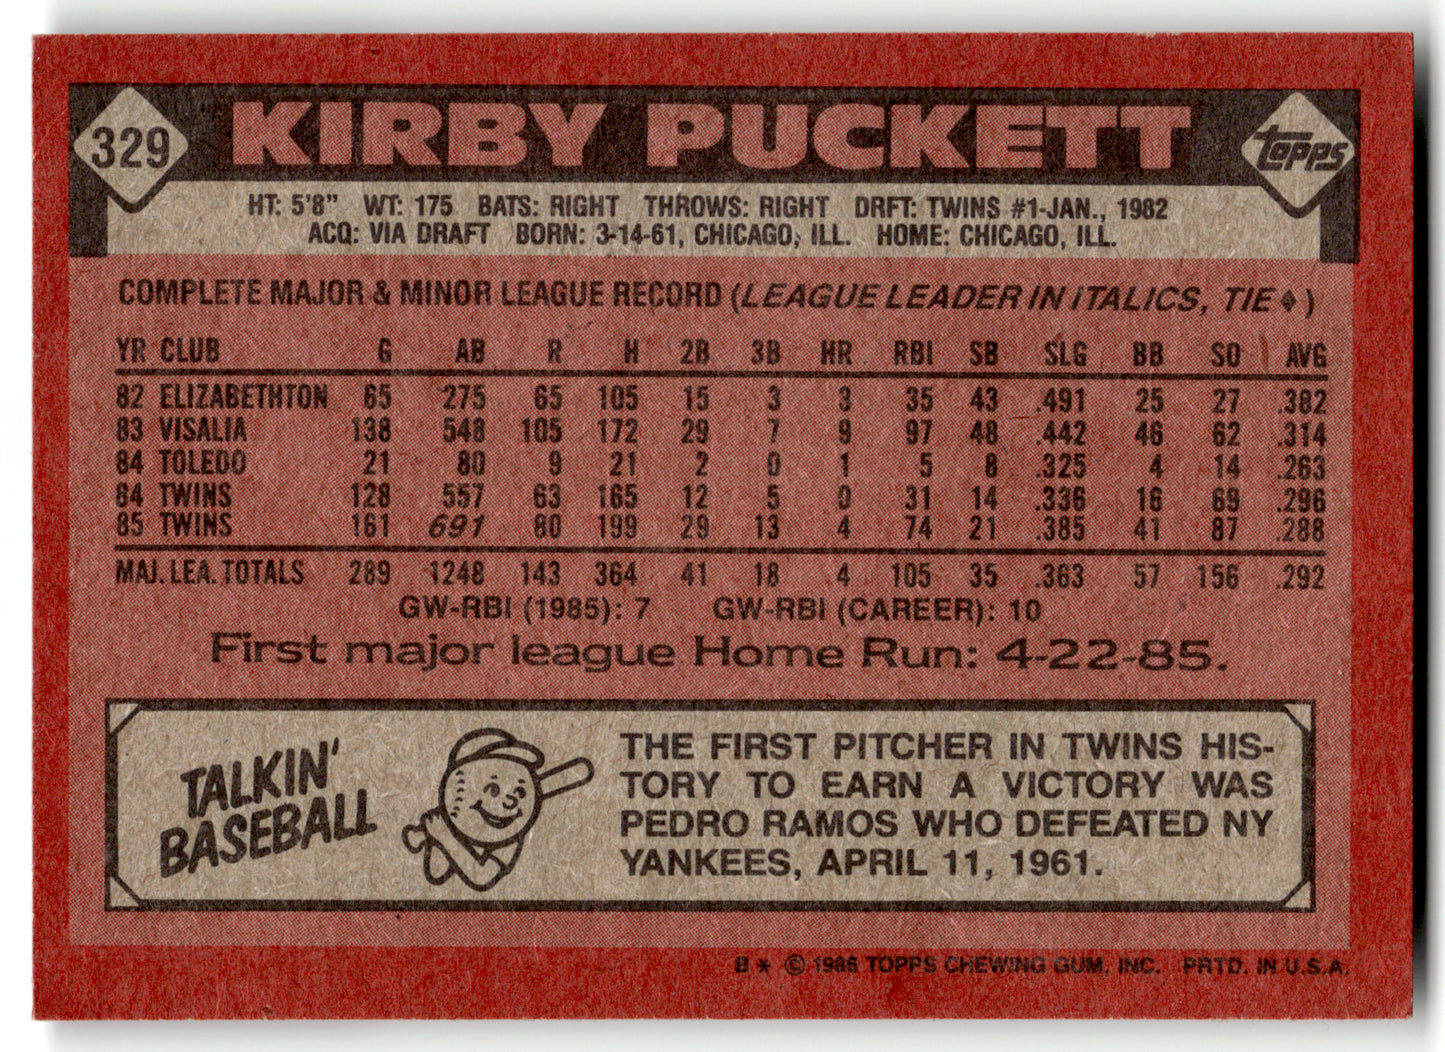 329 KIRBY PUCKETT topps
HT: 5'8" WT: 175 BATS: RIGHT THROWS: RIGHT DRFT: TWINS #1-JAN., 1982
ACQ: VIA DRAFT BORN: 3-14-61, CHICAGO, ILL. HOME: CHICAGO, ILL.
COMPLETE MAJOR & MINOR LEAGUE RECORD (LEAGUE LEADER IN ITALICS, TIE ♦)
YR CLUB G AB R H 2B 3B HR RBI SB SLG BB SO AVG
82 ELIZABETHTON 65 275 65 105 15 3 3 35 43 .491 25 27 .382
83 VISALIA 138 548 105 172 29 7 9 97 48 .442 46 62 .314
84 TOLEDO 21 80 9 21 2 0 1 5 8 .325 4 14 .263
84 TWINS 128 557 63 165 12 5 0 31 14 .336 16 69 .296
85 TWINS 161 691 80 199 29 13 4 74 21 .385 41 87 .288
MAJ. LEA. TOTALS 289 1248 143 364 41 18 4 105 35 .363 57 156 .292
GW-RBI (1985): 7 GW-RBI (CAREER): 10
First major league Home Run: 4-22-85.
TALKIN'
BASEBALL
THE FIRST PITCHER IN TWINS HIS-
TORY TO EARN A VICTORY WAS
PEDRO RAMOS WHO DEFEATED NY
YANKEES, APRIL 11, 1961.
B * © 1986 TOPPS CHEWING GUM, INC. PRTD. IN U.S.A.